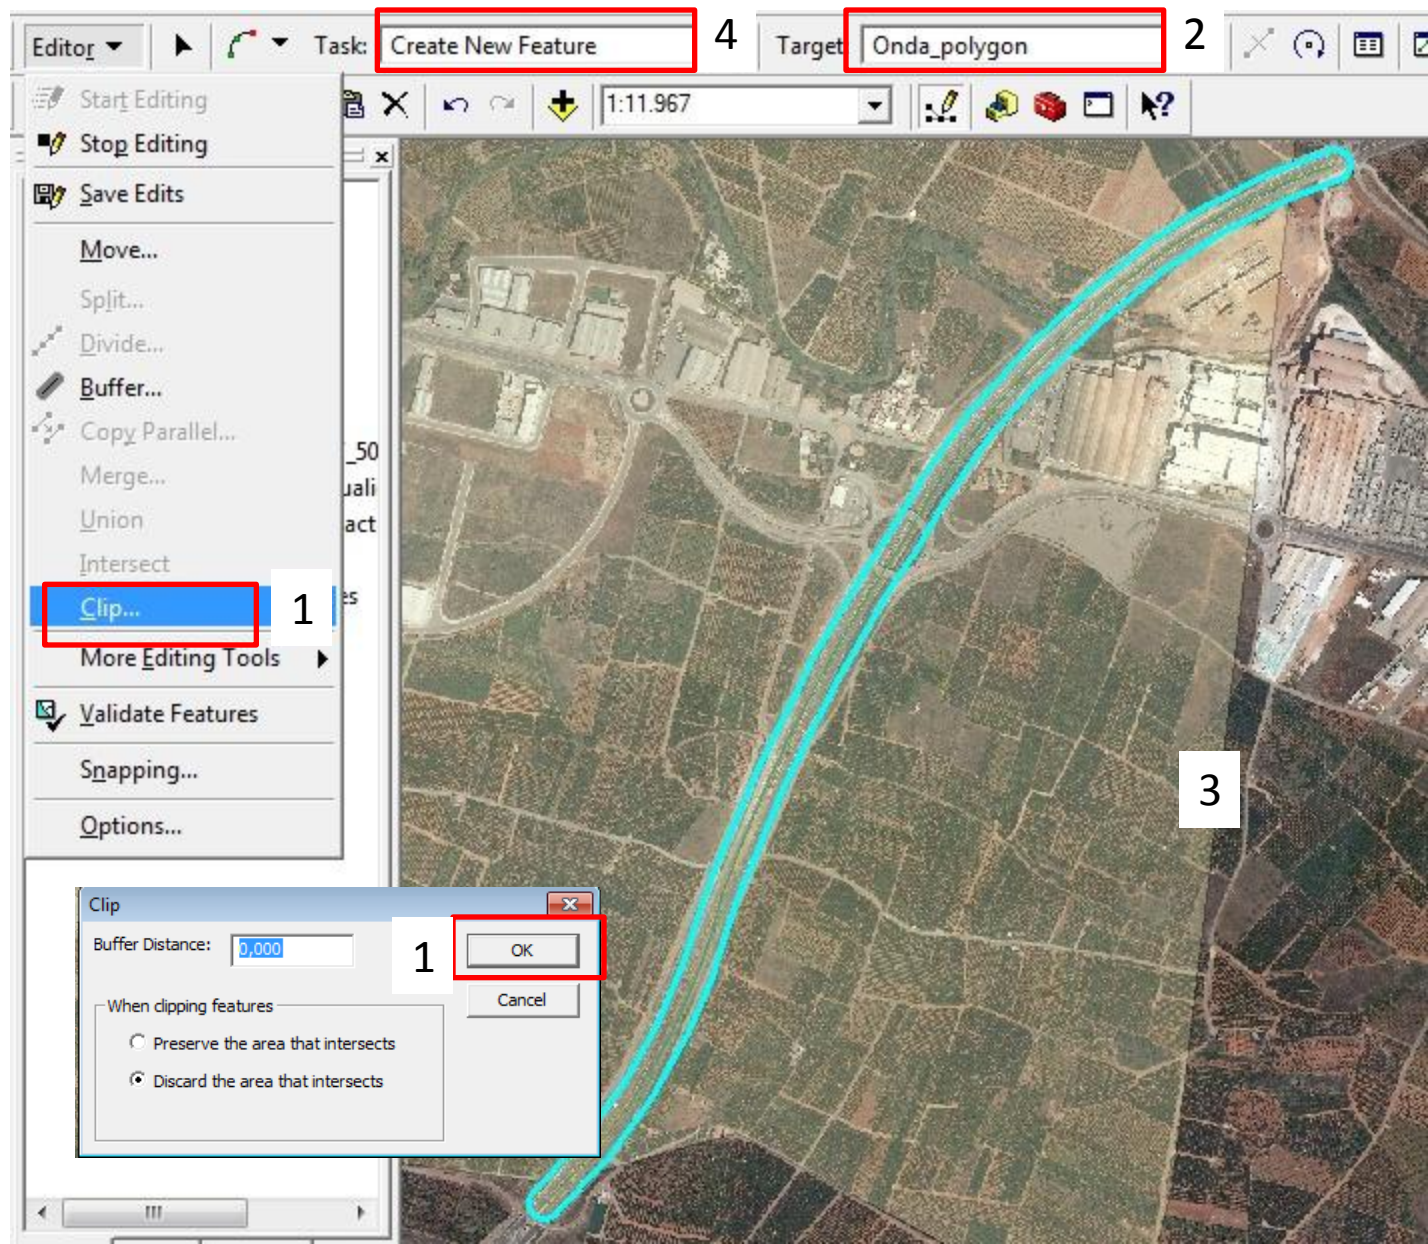 Editor
Task: Create New Feature 4 Target Onda_polygon 2
1:11.967
Start Editing
Stop Editing
Save Edits
Move...
Split...
Divide...
Buffer...
Copy Parallel...
_50
Merge...
uali
Union
act
Intersect
Clip... 1 es
More Editing Tools
Validate Features
Snapping...
3
Options...
Clip
Buffer Distance: 0,000 1 OK
Cancel
When clipping features
Preserve the area that intersects
Discard the area that intersects